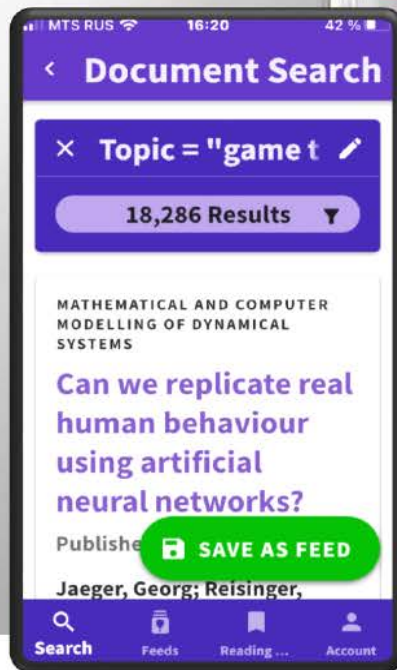 MTS RUS 16:20 42 %
Document Search
Topic = "game t
18,286 Results
MATHEMATICAL AND COMPUTER
MODELLING OF DYNAMICAL
SYSTEMS
Can we replicate real
human behaviour
using artificial
neural networks?
Publishe
SAVE AS FEED
Jaeger, Georg; Reisinger,
Search Feeds Reading ... Account